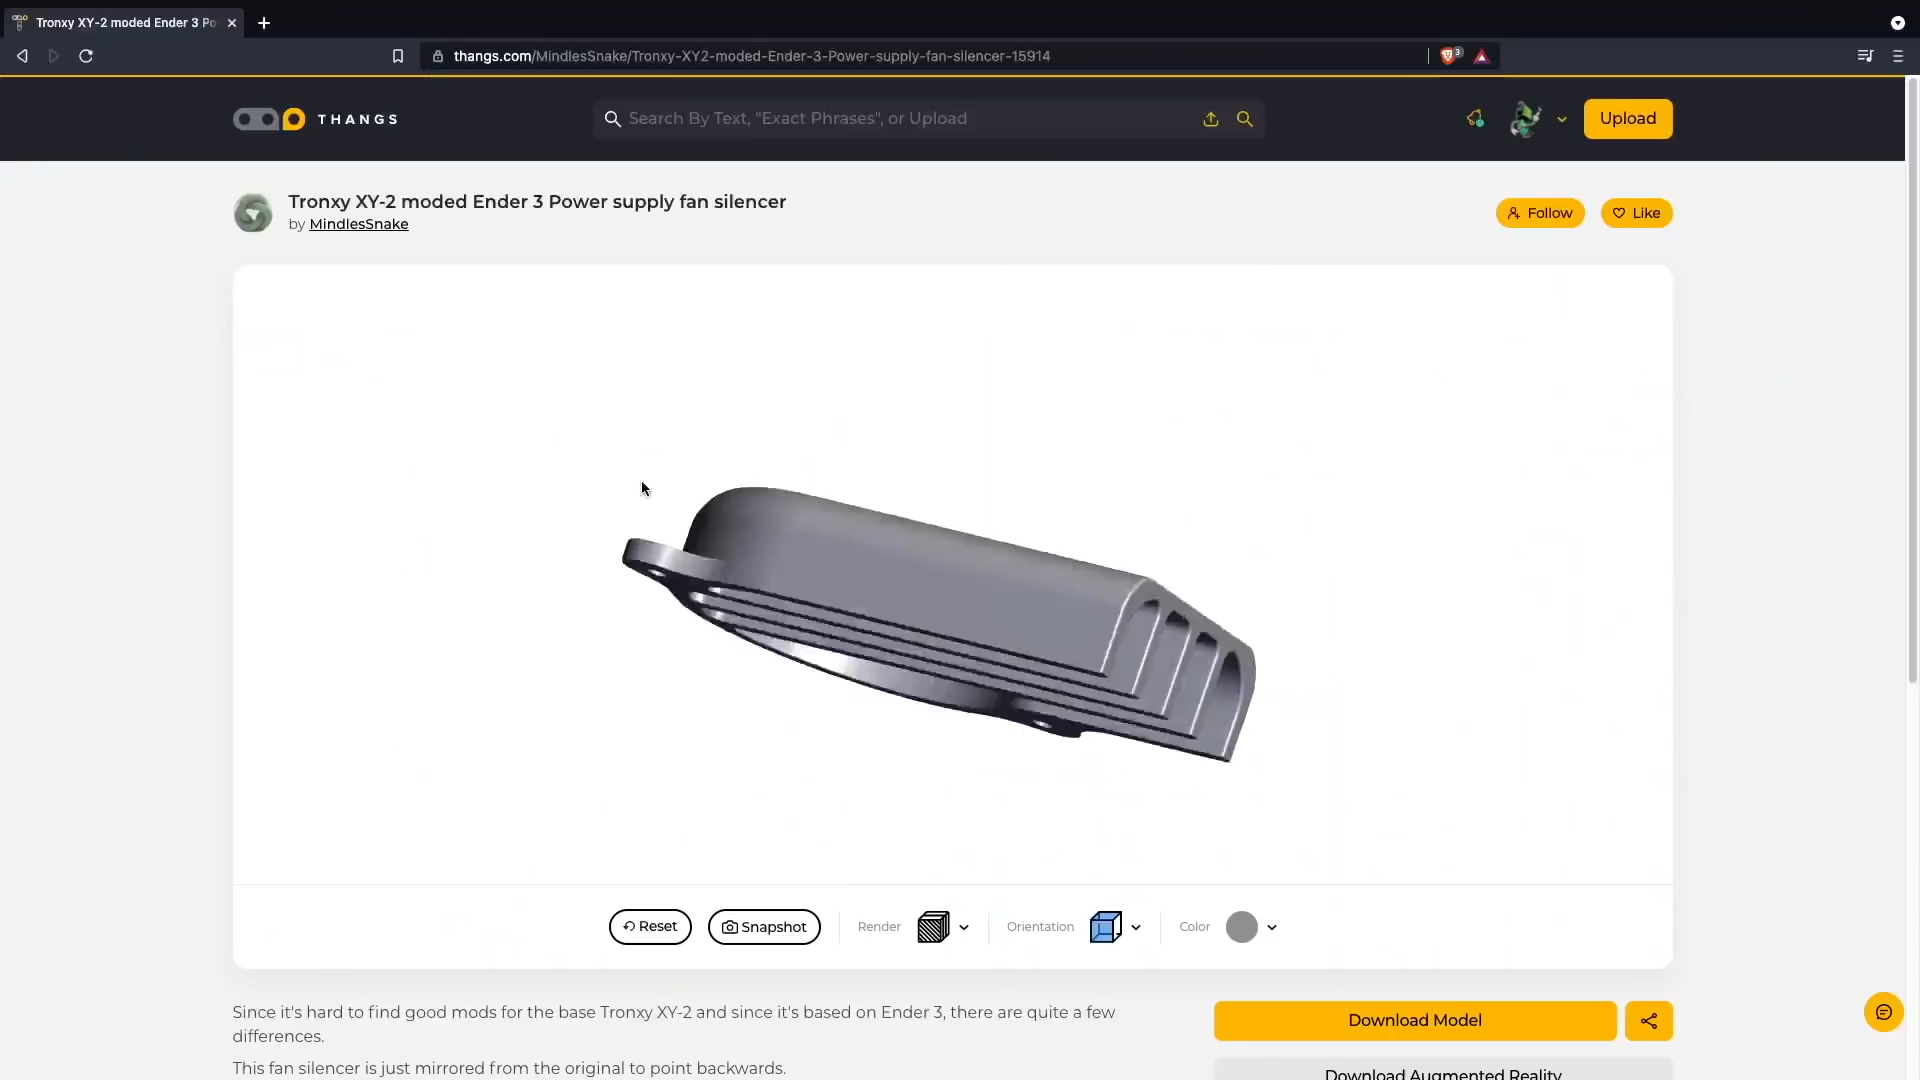 Tronxy XY-2 moded Ender 3 Po
thangs.com/MindlesSnake/Tronxy-XY2-moded-Ender-3-Power-supply-fan-silencer-15914
3
THANGS
Search By Text, "Exact Phrases", or Upload
Upload
Tronxy XY-2 moded Ender 3 Power supply fan silencer
by MindlesSnake
Follow
Like
Reset
Snapshot
Render
Orientation
Color
Since it's hard to find good mods for the base Tronxy XY-2 and since it's based on Ender 3, there are quite a few
differences.
This fan silencer is just mirrored from the original to point backwards.
Download Model
Download Augmented Reality